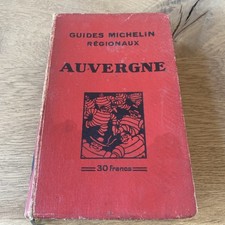 GUIDES MICHELIN
RÉGIONAUX
AUVERGNE
30 francs